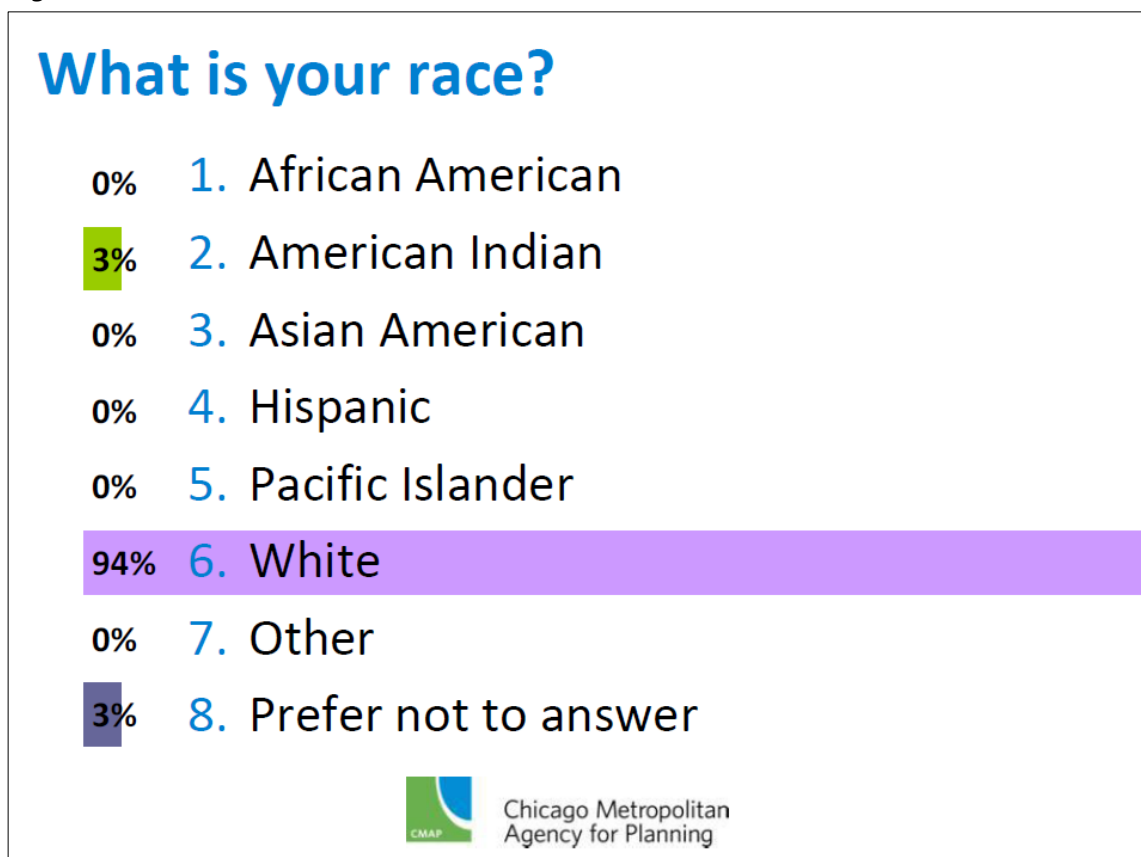 What is your race?
0% 1. African American
3% 2. American Indian
0% 3. Asian American
0% 4. Hispanic
0% 5. Pacific Islander
94% 6. White
0% 7. Other
3% 8. Prefer not to answer
CMAP
Chicago Metropolitan
Agency for Planning